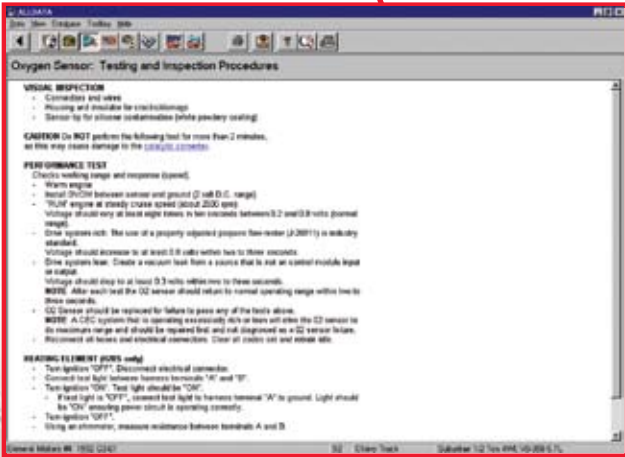 ALLDATA
View Compare Toolbox Help
Oxygen Sensor: Testing and Inspection Procedures
VISUAL INSPECTION
- Connectors and wires
- Housing and insulator for cracks/damage
- Sensor tip for silicone contamination (white powdery coating)
CAUTION Do NOT perform the following test for more than 2 minutes,
as this may cause damage to the catalytic converter.
PERFORMANCE TEST
Checks working range and response (speed).
- Warm engine
- Install DVOM between sensor and ground (2 volt D.C. range)
- "RUN" engine at steady cruise speed (about 2500 rpm)
Voltage should vary at least eight times in ten seconds between 0.2 and 0.8 volts (normal
range).
- Drive system rich: The use of a properly adjusted propane flow-tester is industry
standard.
Voltage should increase to at least 0.8 volts within two to three seconds.
- Drive system lean: Create a vacuum leak from a source that is not an control module input
or output.
Voltage should drop to at least 0.3 volts within two to three seconds.
NOTE: After each test the O2 sensor should return to normal operating range within two to
three seconds.
- O2 Sensor should be replaced for failure to pass any of the tests above.
NOTE: A CEC system that is operating excessively rich or lean will drive the O2 sensor to
its maximum range and should be repaired first and not diagnosed as a O2 sensor failure.
- Reconnect all hoses and electrical connectors. Clear all codes set and relearn idle.
HEATING ELEMENT only)
- Turn ignition "OFF". Disconnect electrical connector.
- Connect test light between harness terminals "A" and "B".
- Turn ignition "ON". Test light should be "ON".
- If test light is "OFF", connect test light to harness terminal "A" to ground. Light should
be "ON" ensuring power circuit is operating correctly.
- Turn ignition "OFF".
- Using an ohmmeter, measure resistance between terminals A and B.
General Motors 1992 Chevy Truck Suburban 1/2 Ton 4WD